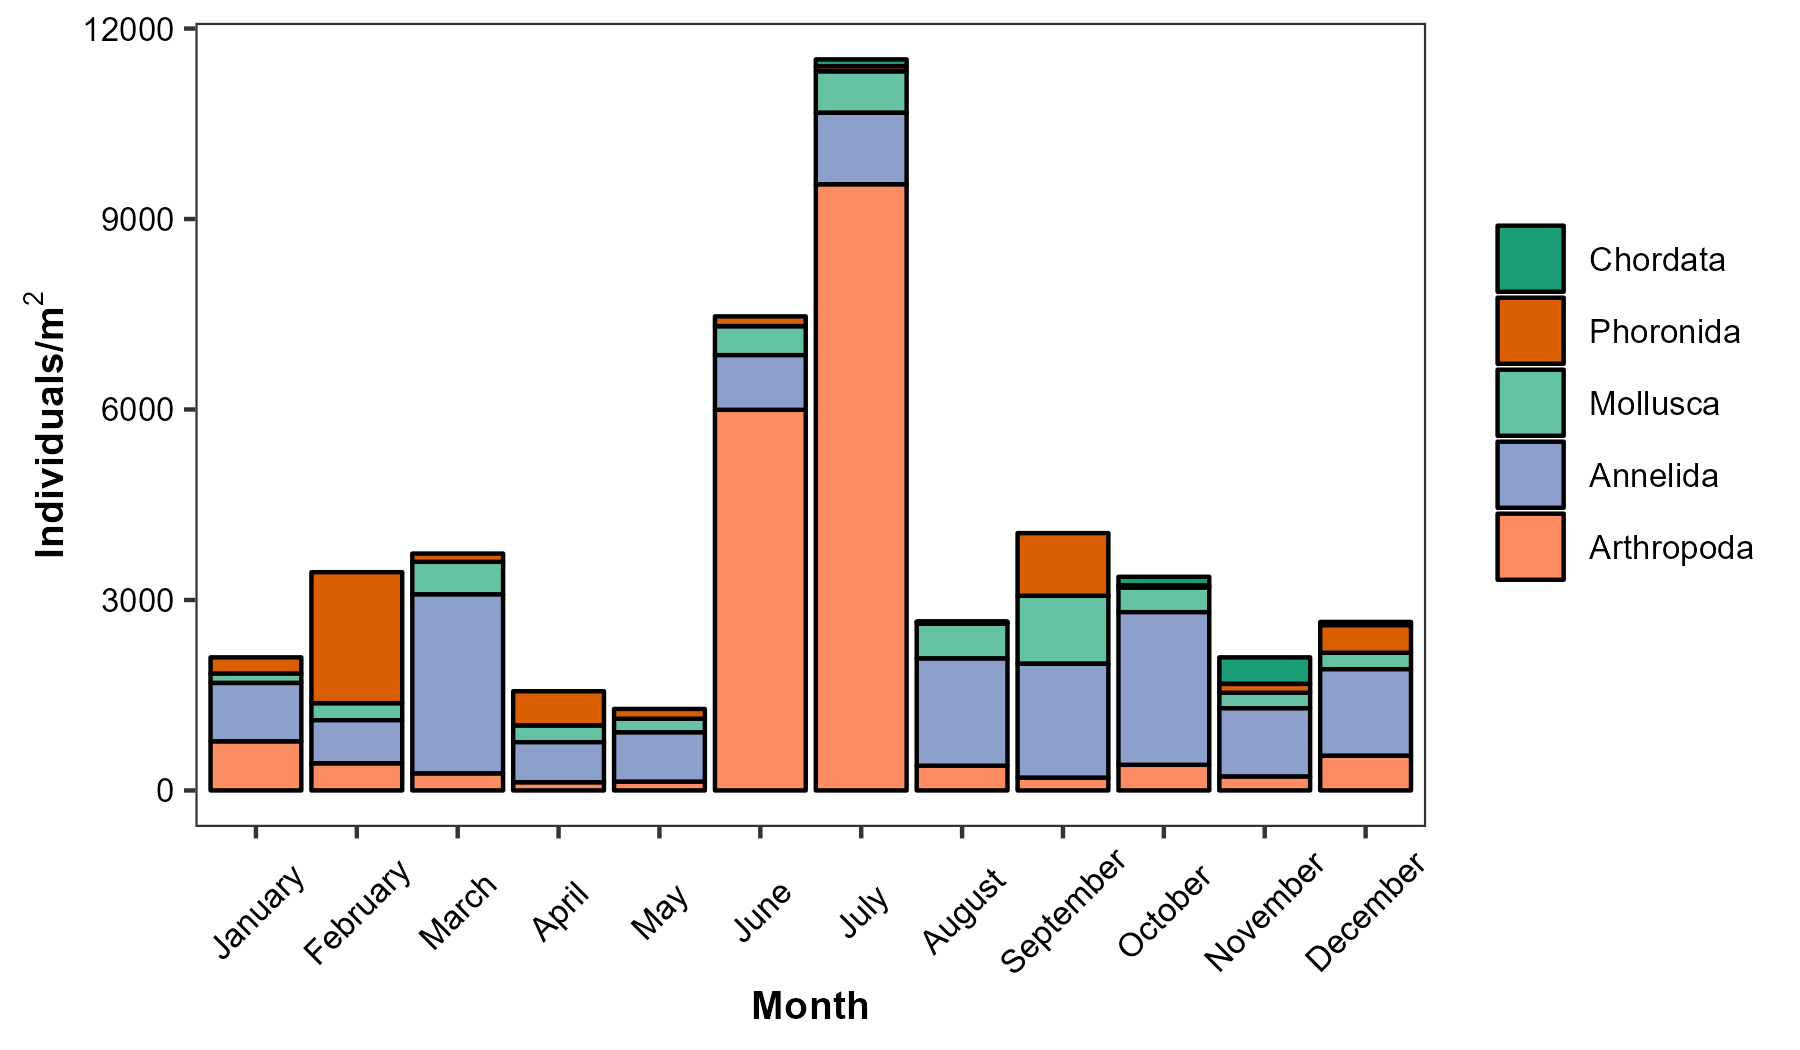 12000
9000
6000
3000
0
Individuals/m²
January
February
March
April
May
June
July
August
September
October
November
December
Month
Chordata
Phoronida
Mollusca
Annelida
Arthropoda